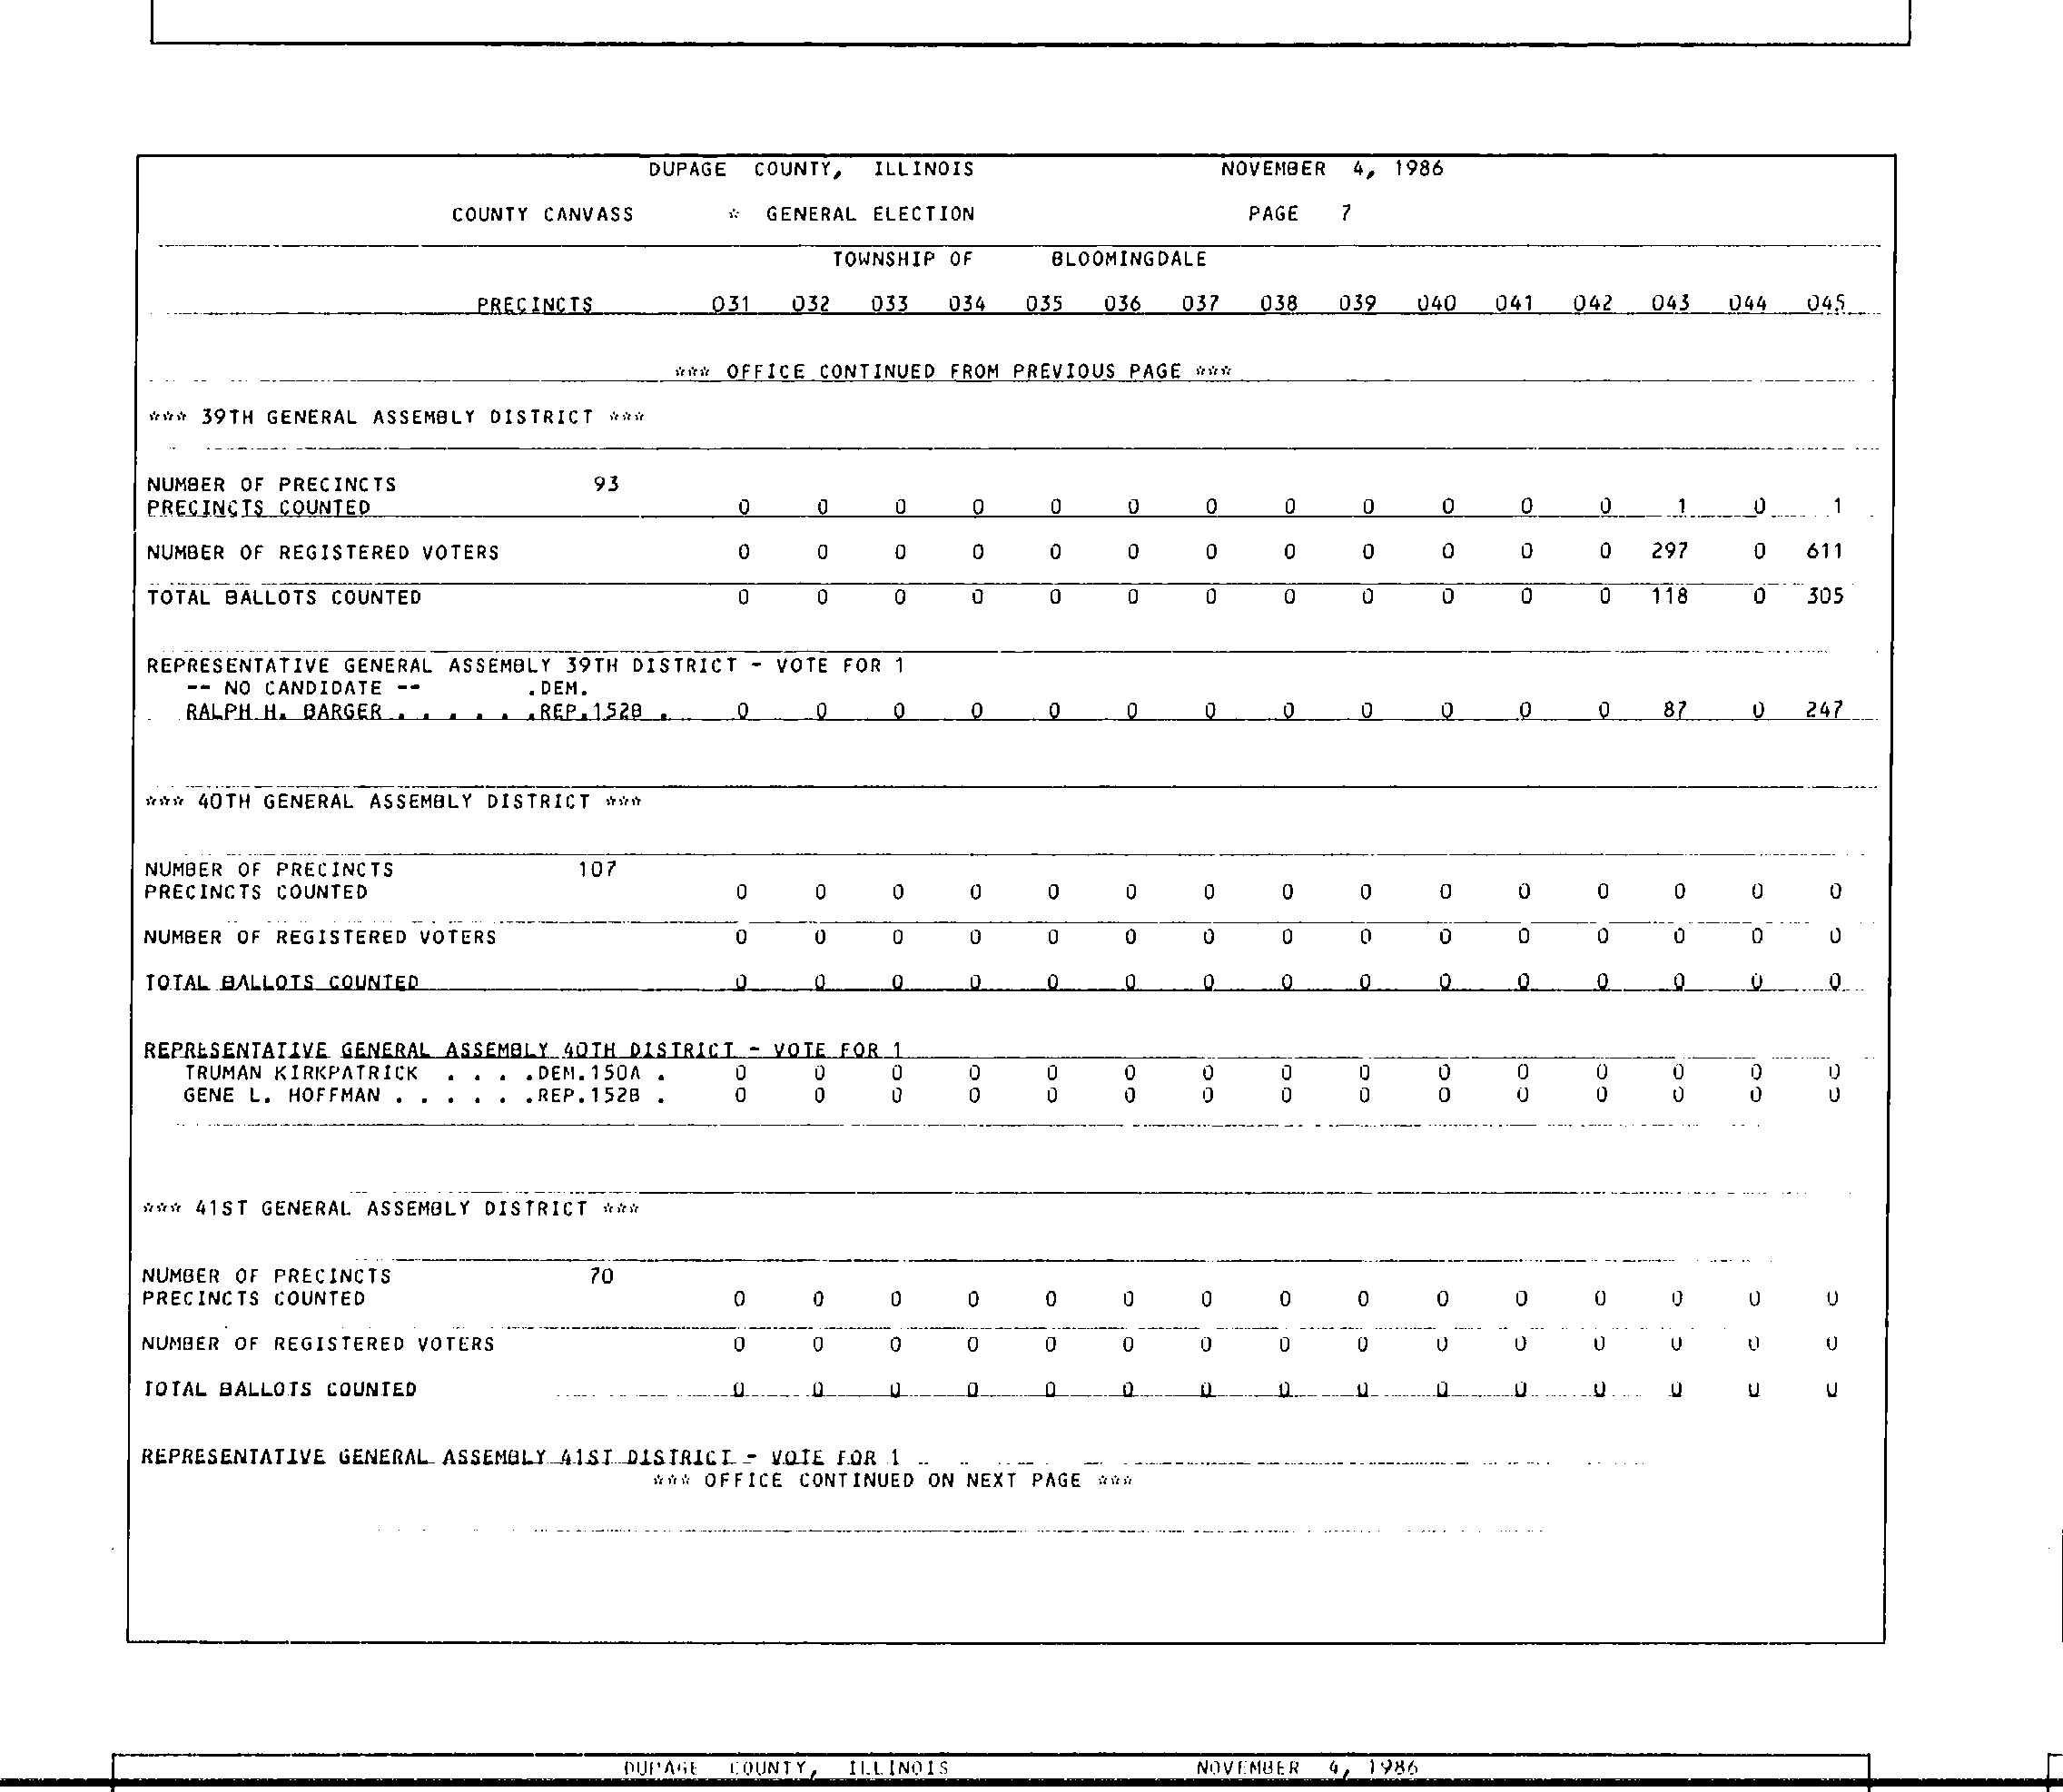 DUPAGE COUNTY, ILLINOIS NOVEMBER 4, 1986
COUNTY CANVASS * GENERAL ELECTION PAGE 7
TOWNSHIP OF BLOOMINGDALE
PRECINCTS 031 032 033 034 035 036 037 038 039 040 041 042 043 044 045
*** OFFICE CONTINUED FROM PREVIOUS PAGE ***
*** 39TH GENERAL ASSEMBLY DISTRICT ***
NUMBER OF PRECINCTS 93
PRECINCTS COUNTED 0 0 0 0 0 0 0 0 0 0 0 0 1 0 1
NUMBER OF REGISTERED VOTERS 0 0 0 0 0 0 0 0 0 0 0 0 297 0 611
TOTAL BALLOTS COUNTED 0 0 0 0 0 0 0 0 0 0 0 0 118 0 305
REPRESENTATIVE GENERAL ASSEMBLY 39TH DISTRICT - VOTE FOR 1
-- NO CANDIDATE -- .DEM.
RALPH H. BARGER . . . . . .REP.152B . 0 0 0 0 0 0 0 0 0 0 0 0 87 0 247
*** 40TH GENERAL ASSEMBLY DISTRICT ***
NUMBER OF PRECINCTS 107
PRECINCTS COUNTED 0 0 0 0 0 0 0 0 0 0 0 0 0 0 0
NUMBER OF REGISTERED VOTERS 0 0 0 0 0 0 0 0 0 0 0 0 0 0 0
TOTAL BALLOTS COUNTED 0 0 0 0 0 0 0 0 0 0 0 0 0 0 0
REPRESENTATIVE GENERAL ASSEMBLY 40TH DISTRICT - VOTE FOR 1
TRUMAN KIRKPATRICK . . . .DEM.150A . 0 0 0 0 0 0 0 0 0 0 0 0 0 0 0
GENE L. HOFFMAN . . . . . .REP.152B . 0 0 0 0 0 0 0 0 0 0 0 0 0 0 0
*** 41ST GENERAL ASSEMBLY DISTRICT ***
NUMBER OF PRECINCTS 70
PRECINCTS COUNTED 0 0 0 0 0 0 0 0 0 0 0 0 0 0 0
NUMBER OF REGISTERED VOTERS 0 0 0 0 0 0 0 0 0 0 0 0 0 0 0
TOTAL BALLOTS COUNTED 0 0 0 0 0 0 0 0 0 0 0 0 0 0 0
REPRESENTATIVE GENERAL ASSEMBLY 41ST DISTRICT - VOTE FOR 1
*** OFFICE CONTINUED ON NEXT PAGE ***
DUPAGE COUNTY, ILLINOIS NOVEMBER 4, 1986